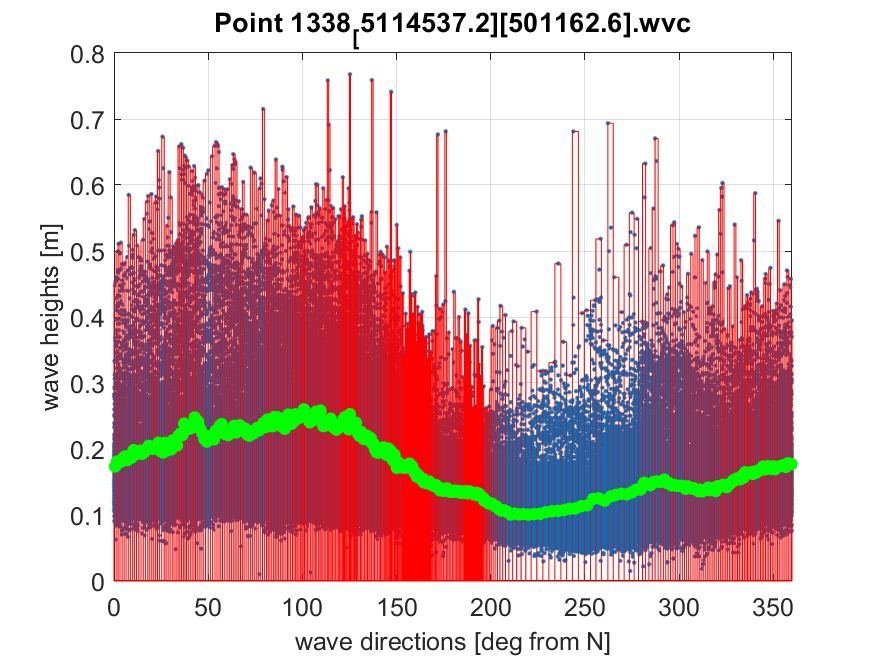 Point 1338[5114537.2][501162.6].wvc
0.8
0.7
0.6
0.5
0.4
0.3
0.2
0.1
0
wave heights [m]
0 50 100 150 200 250 300 350
wave directions [deg from N]